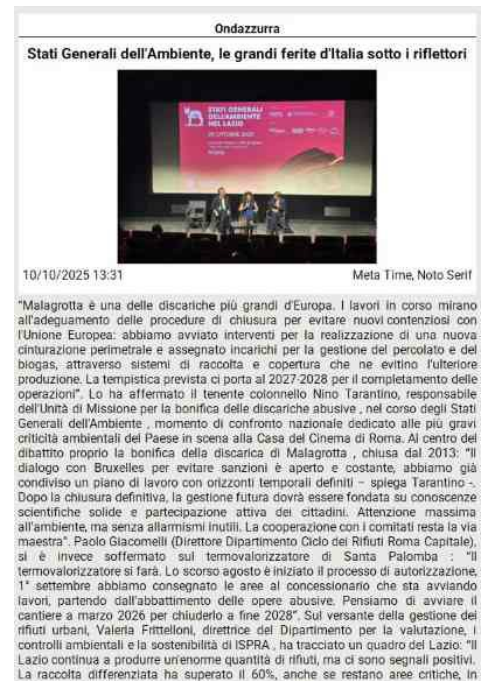 Ondazzurra
Stati Generali dell'Ambiente, le grandi ferite d'Italia sotto i riflettori
STATI GENERALI
DELL'AMBIENTE
NEL LAZIO
10/10/2025 13:31
Meta Time, Noto Serif
"Malagrotta è una delle discariche più grandi d'Europa. I lavori in corso mirano
all'adeguamento delle procedure di chiusura per evitare nuovi contenziosi con
l'Unione Europea: abbiamo avviato interventi per la realizzazione di una nuova
cinturazione perimetrale e assegnato incarichi per la gestione del percolato e del
biogas, attraverso sistemi di raccolta e copertura che ne evitino l'ulteriore
produzione. La tempistica prevista ci porta al 2027-2028 per il completamento delle
operazioni". Lo ha affermato il tenente colonnello Nino Tarantino, responsabile
dell'Unità di Missione per la bonifica delle discariche abusive , nel corso degli Stati
Generali dell'Ambiente , momento di confronto nazionale dedicato alle più gravi
criticità ambientali del Paese in scena alla Casa del Cinema di Roma. Al centro del
dibattito proprio la bonifica della discarica di Malagrotta , chiusa dal 2013: "Il
dialogo con Bruxelles per evitare sanzioni è aperto e costante, abbiamo già
condiviso un piano di lavoro con orizzonti temporali definiti – spiega Tarantino -.
Dopo la chiusura definitiva, la gestione futura dovrà essere fondata su conoscenze
scientifiche solide e partecipazione attiva dei cittadini. Attenzione massima
all'ambiente, ma senza allarmismi inutili. La cooperazione con i comitati resta la via
maestra". Paolo Giacomelli (Direttore Dipartimento Ciclo dei Rifiuti Roma Capitale),
si è invece soffermato sul termovalorizzatore di Santa Palomba : "Il
termovalorizzatore si farà. Lo scorso agosto è iniziato il processo di autorizzazione,
1° settembre abbiamo consegnato le aree al concessionario che sta avviando
lavori, partendo dall'abbattimento delle opere abusive. Pensiamo di avviare il
cantiere a marzo 2026 per chiuderlo a fine 2028". Sul versante della gestione dei
rifiuti urbani, Valeria Frittelloni, direttrice del Dipartimento per la valutazione, i
controlli ambientali e la sostenibilità di ISPRA , ha tracciato un quadro del Lazio: "Il
Lazio continua a produrre un'enorme quantità di rifiuti, ma ci sono segnali positivi.
La raccolta differenziata ha superato il 60%, anche se restano aree critiche, in